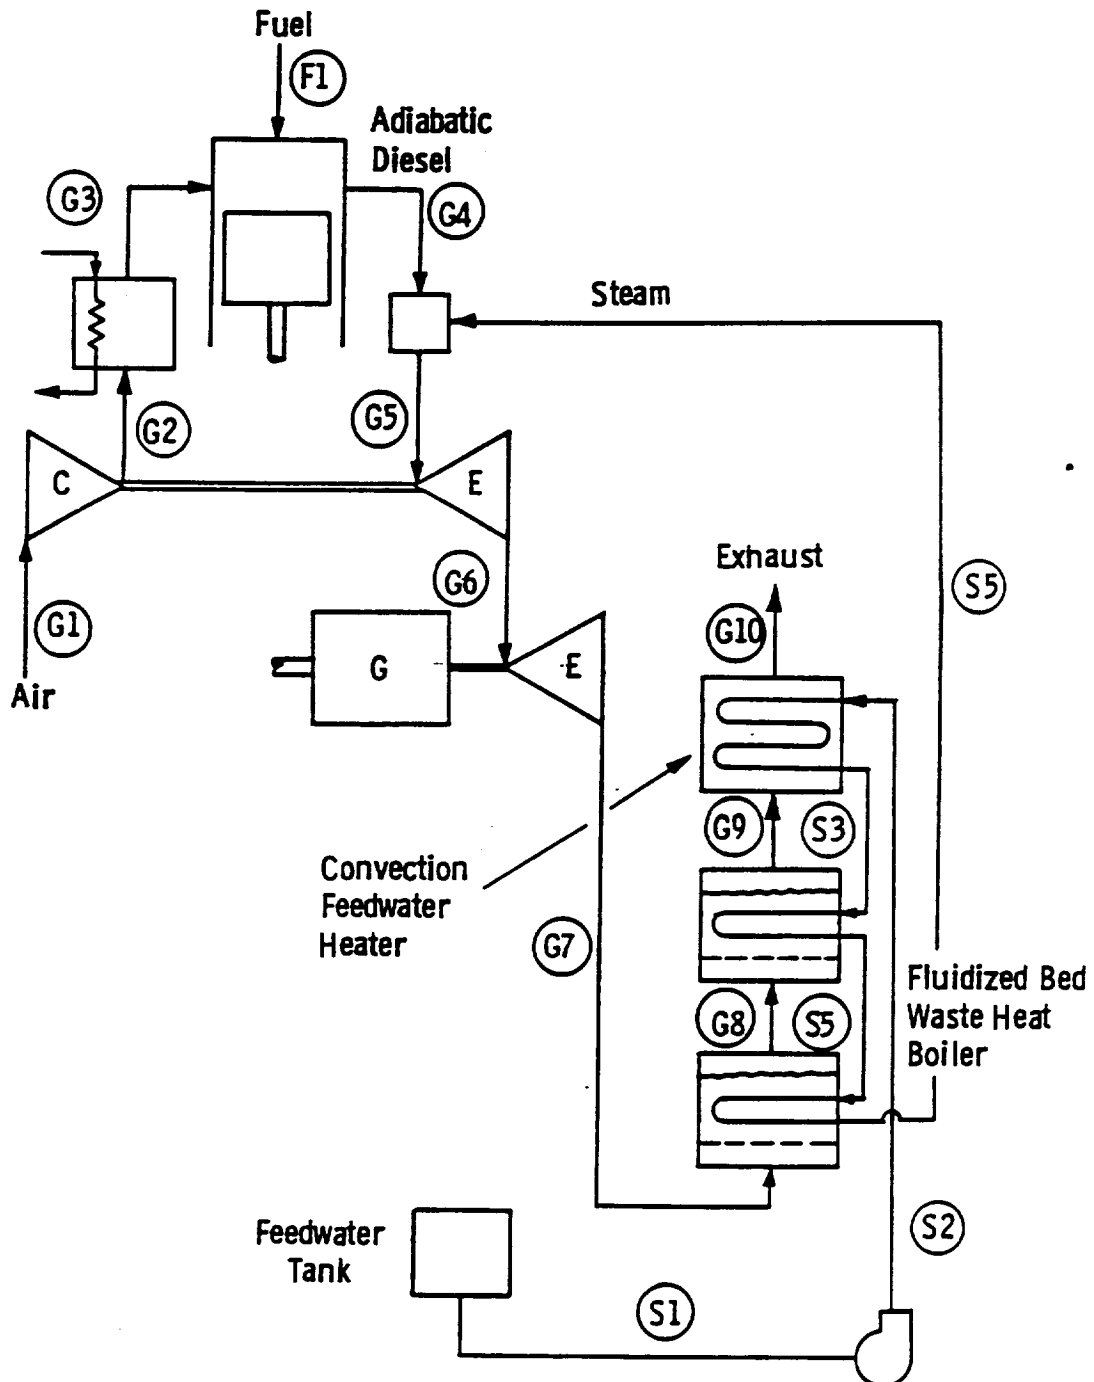 Fuel
F1
Adiabatic
Diesel
G3
G4
Steam
G5
G2
C
E
Exhaust
G6
S5
G1
G10
G
E
Air
G9
S3
Convection
Feedwater
Heater
G7
Fluidized Bed
Waste Heat
Boiler
G8
S5
S2
Feedwater
Tank
S1